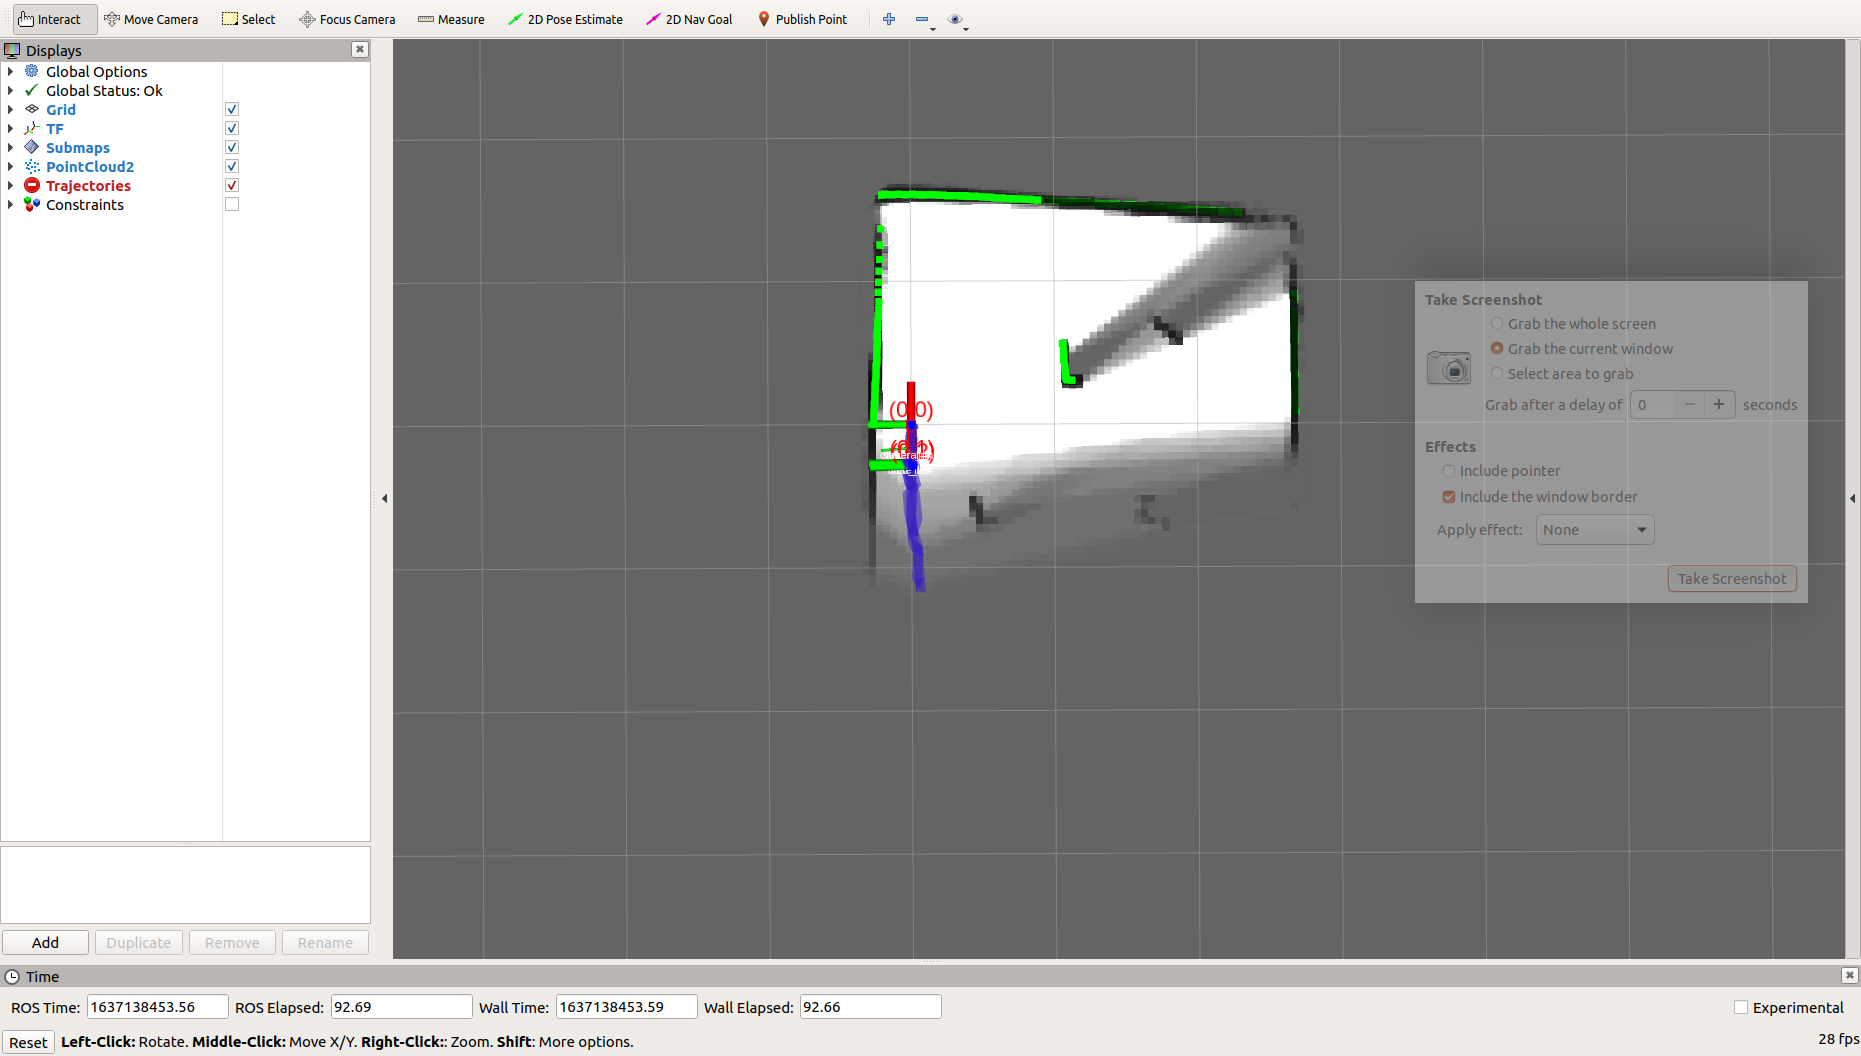 Interact Move Camera Select Focus Camera Measure 2D Pose Estimate 2D Nav Goal Publish Point
Displays
Global Options
Global Status: Ok
Grid
TF
Submaps
PointCloud2
Trajectories
Constraints
Add Duplicate Remove Rename
Take Screenshot
Grab the whole screen
Grab the current window
Select area to grab
Grab after a delay of 0 seconds
Effects
Include pointer
Include the window border
Apply effect: None
Take Screenshot
Time
ROS Time: 1637138453.56 ROS Elapsed: 92.69 Wall Time: 1637138453.59 Wall Elapsed: 92.66 Experimental
Reset Left-Click: Rotate. Middle-Click: Move X/Y. Right-Click:: Zoom. Shift: More options. 28 fps